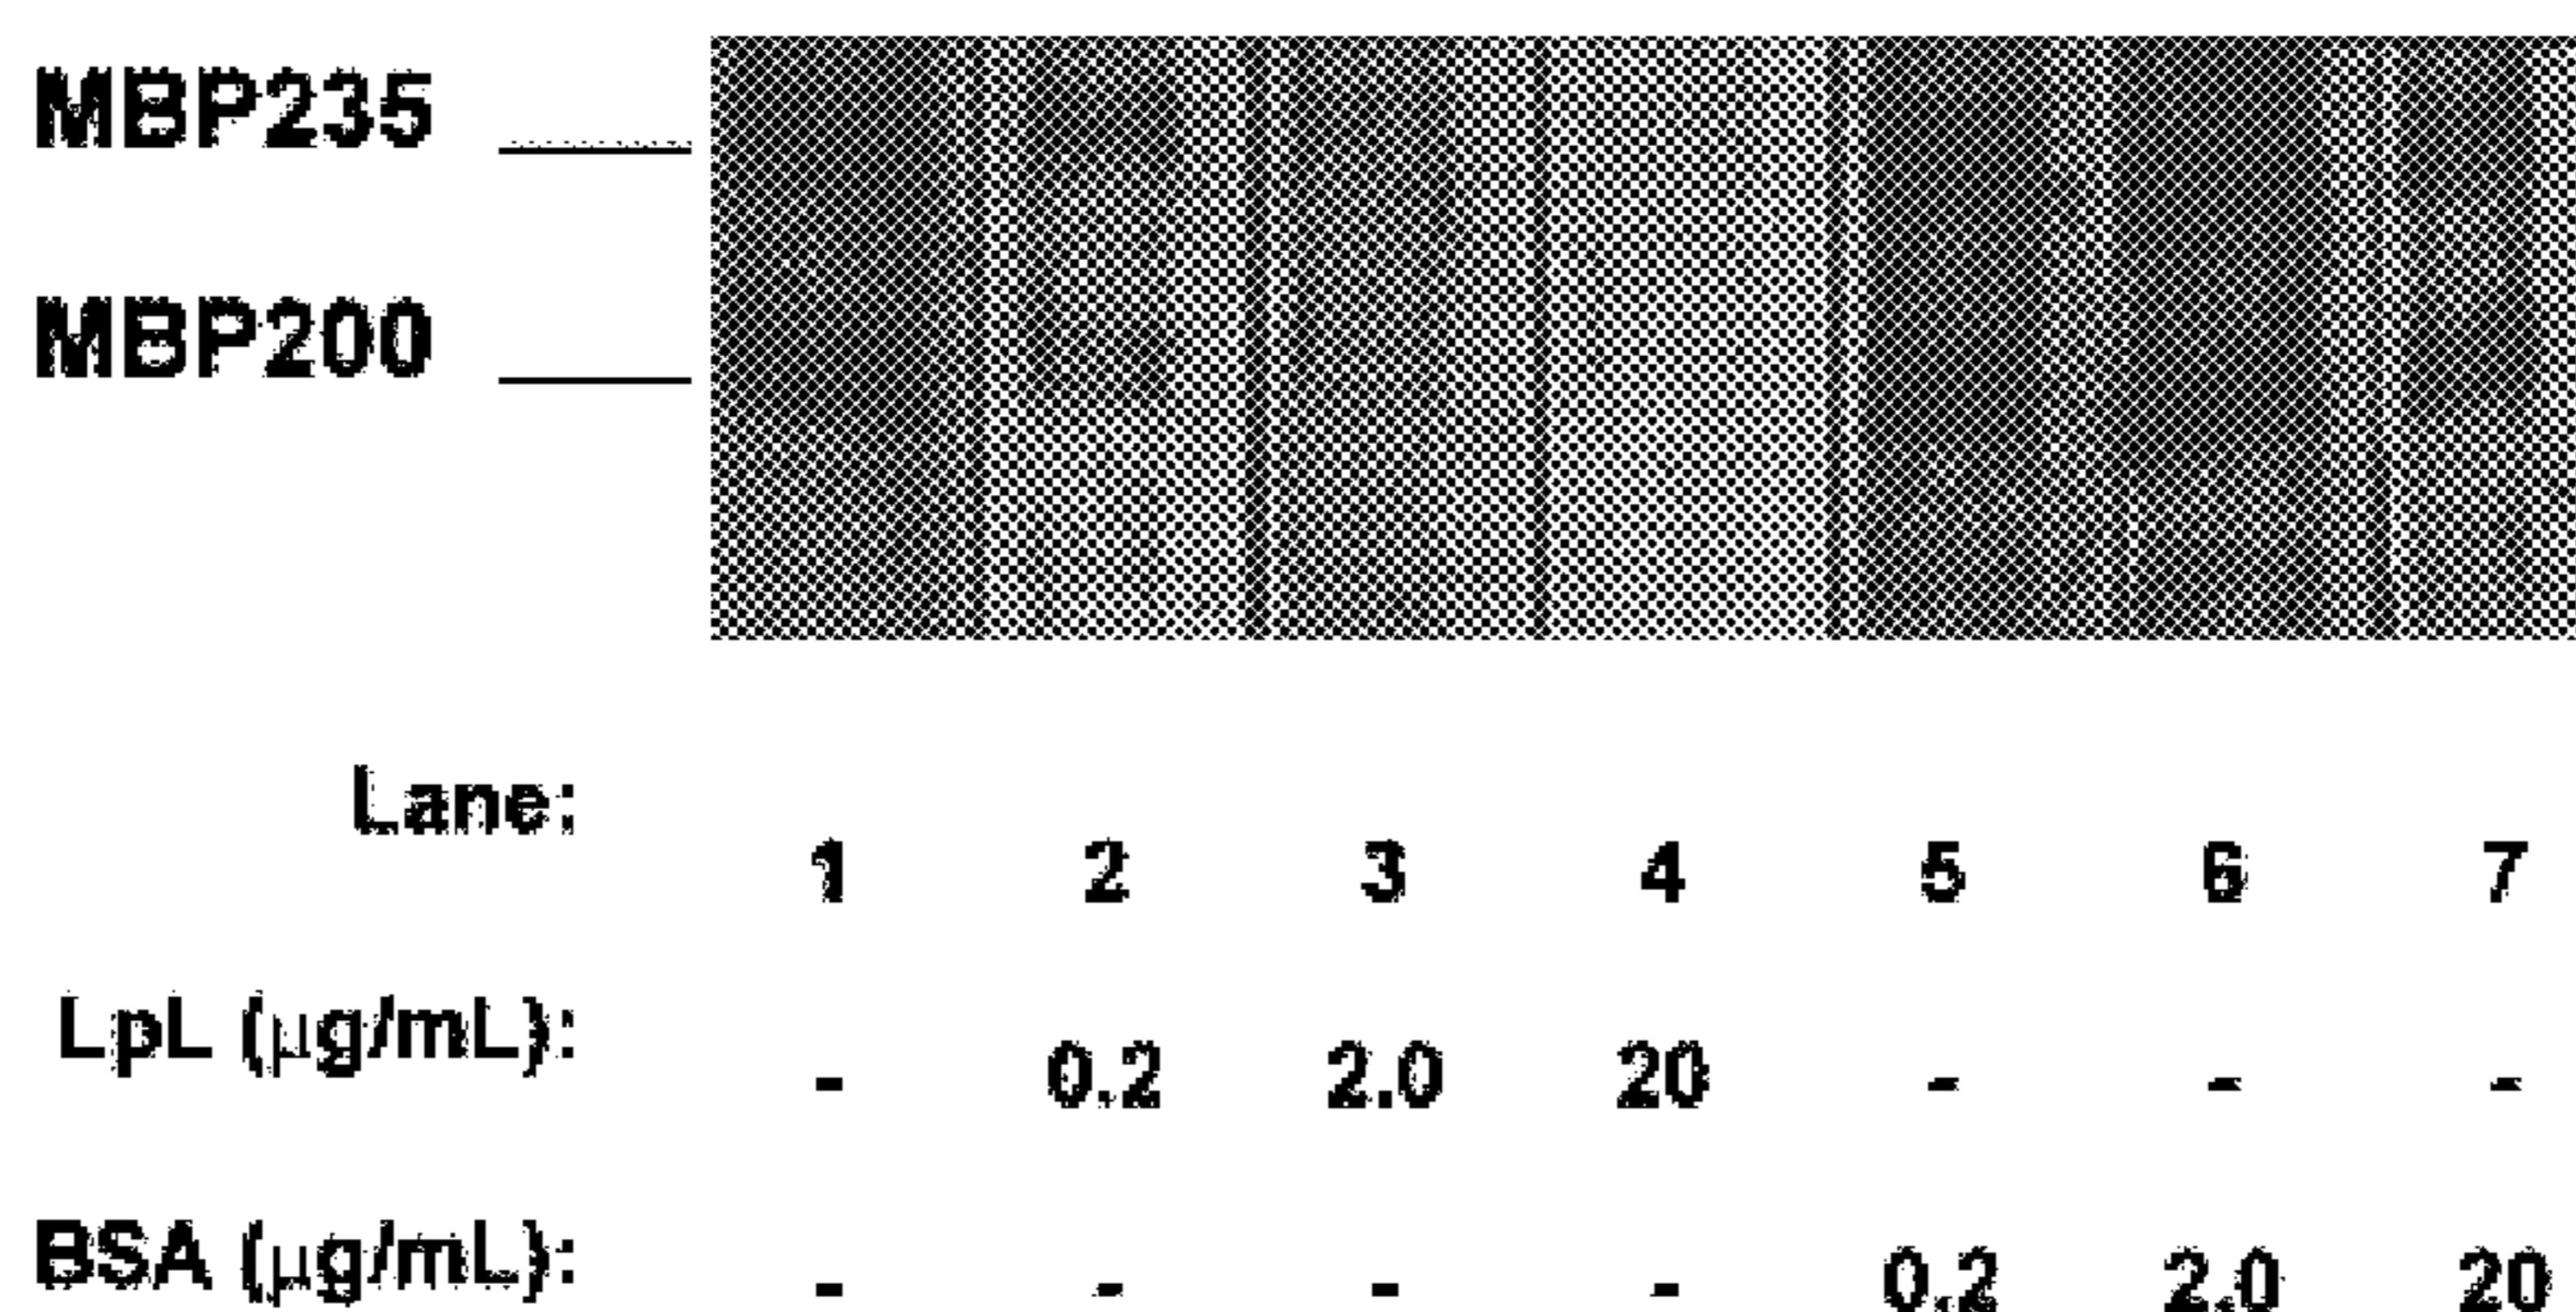 MBP235
MBP200
Lane: 1 2 3 4 5 6 7
LpL (µg/mL): - 0.2 2.0 20 - - -
BSA (µg/mL): - - - - 0.2 2.0 20